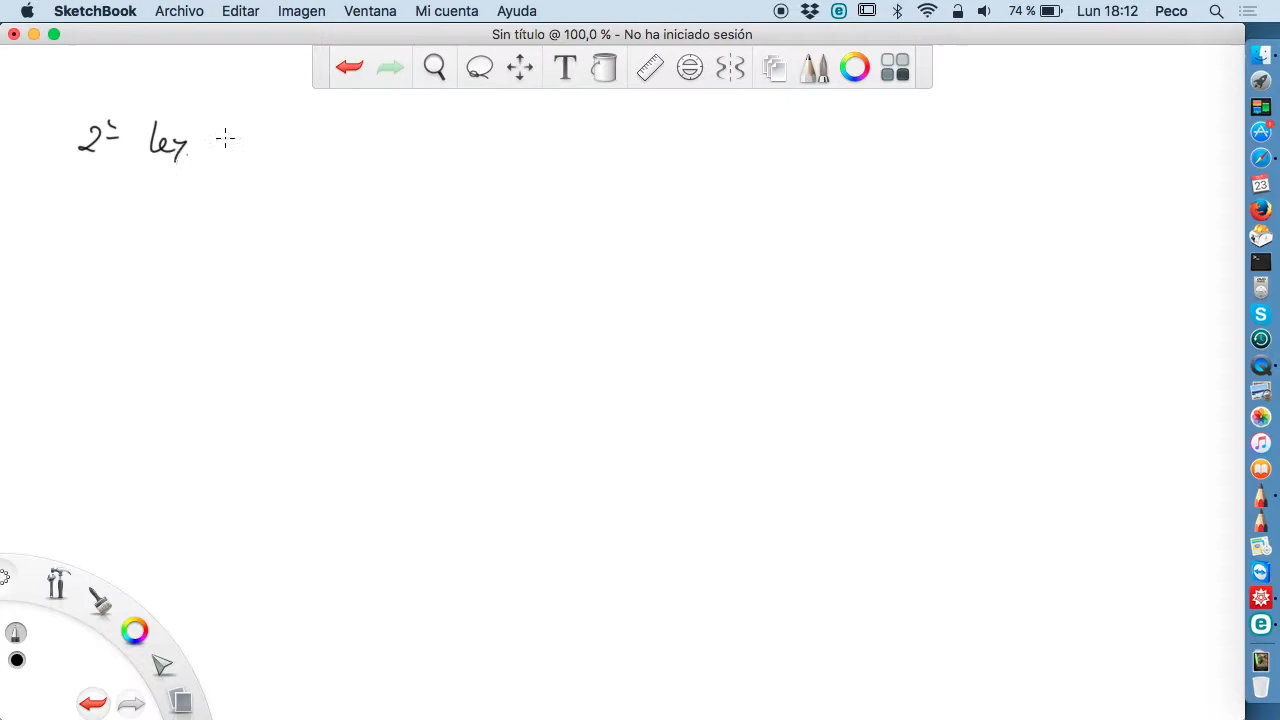 SketchBook Archivo Editar Imagen Ventana Mi cuenta Ayuda 74 % Lun 18:12 Peco
Sin título @ 100,0 % - No ha iniciado sesión
T
2ª ley
23
S
e